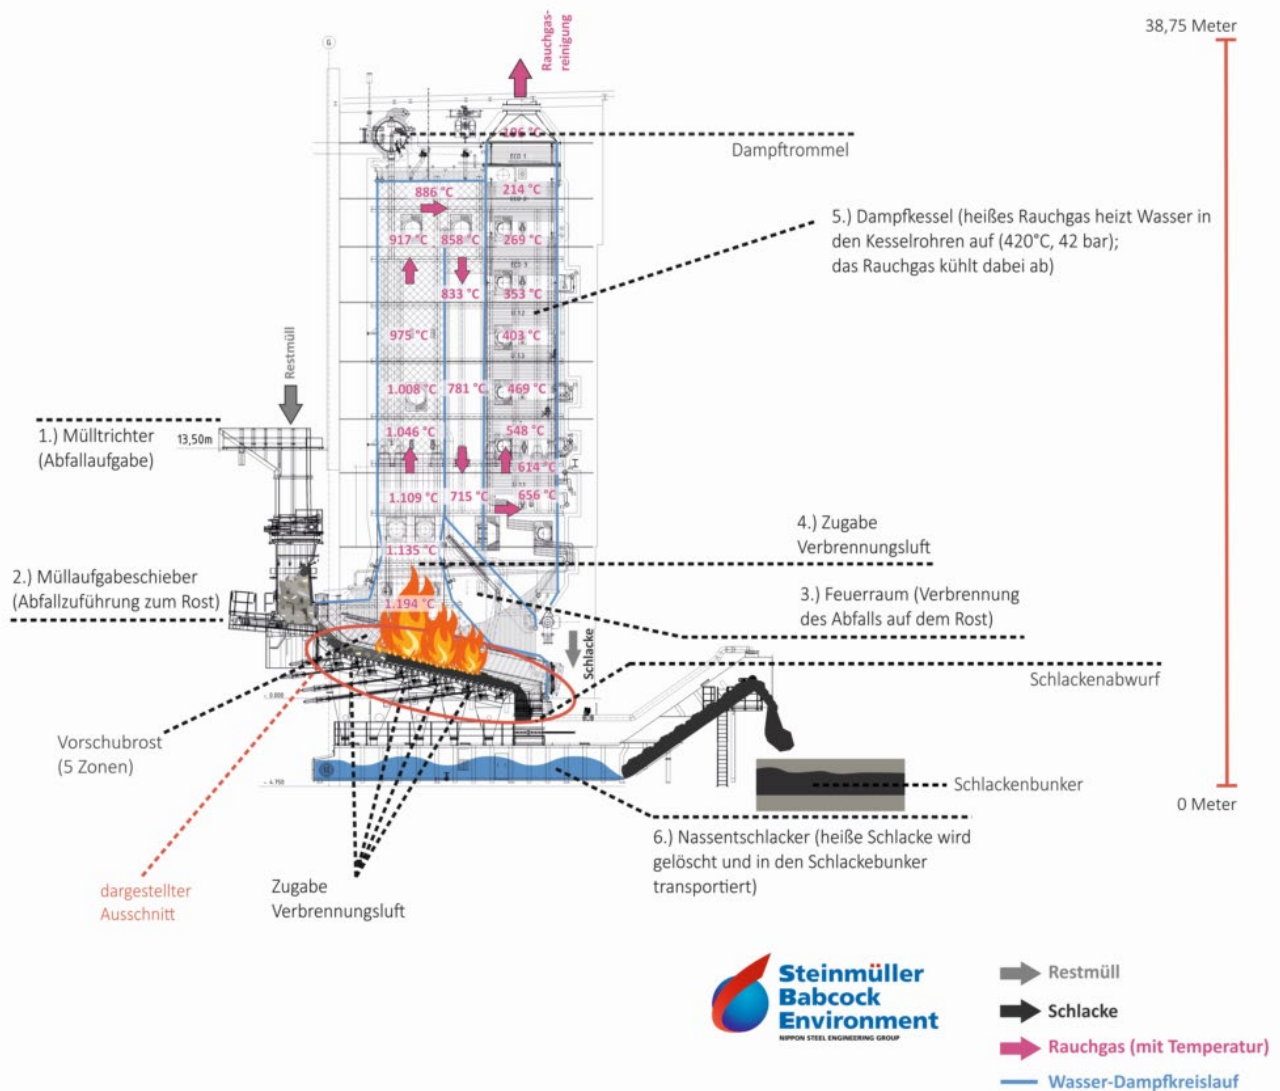 38,75 Meter
Rauchgas-
reinigung
G
Dampftrommel
196 °C
ECO 1
214 °C
886 °C
5.) Dampfkessel (heißes Rauchgas heizt Wasser in
den Kesselrohren auf (420°C, 42 bar);
das Rauchgas kühlt dabei ab)
917 °C
858 °C
269 °C
833 °C
353 °C
975 °C
403 °C
Restmüll
1.008 °C
781 °C
469 °C
1.046 °C
548 °C
614 °C
1.109 °C
715 °C
656 °C
1.) Mülltrichter
(Abfallaufgabe)
13,50m
4.) Zugabe
Verbrennungsluft
1.135 °C
2.) Müllaufgabeschieber
(Abfallzuführung zum Rost)
3.) Feuerraum (Verbrennung
des Abfalls auf dem Rost)
1.194 °C
Schlacke
Schlackenabwurf
Vorschubrost
(5 Zonen)
Schlackenbunker
0 Meter
6.) Nassentschlacker (heiße Schlacke wird
gelöscht und in den Schlackebunker
transportiert)
dargestellter
Ausschnitt
Zugabe
Verbrennungsluft
Steinmüller
Babcock
Environment
NIPPON STEEL ENGINEERING GROUP
Restmüll
Schlacke
Rauchgas (mit Temperatur)
Wasser-Dampfkreislauf